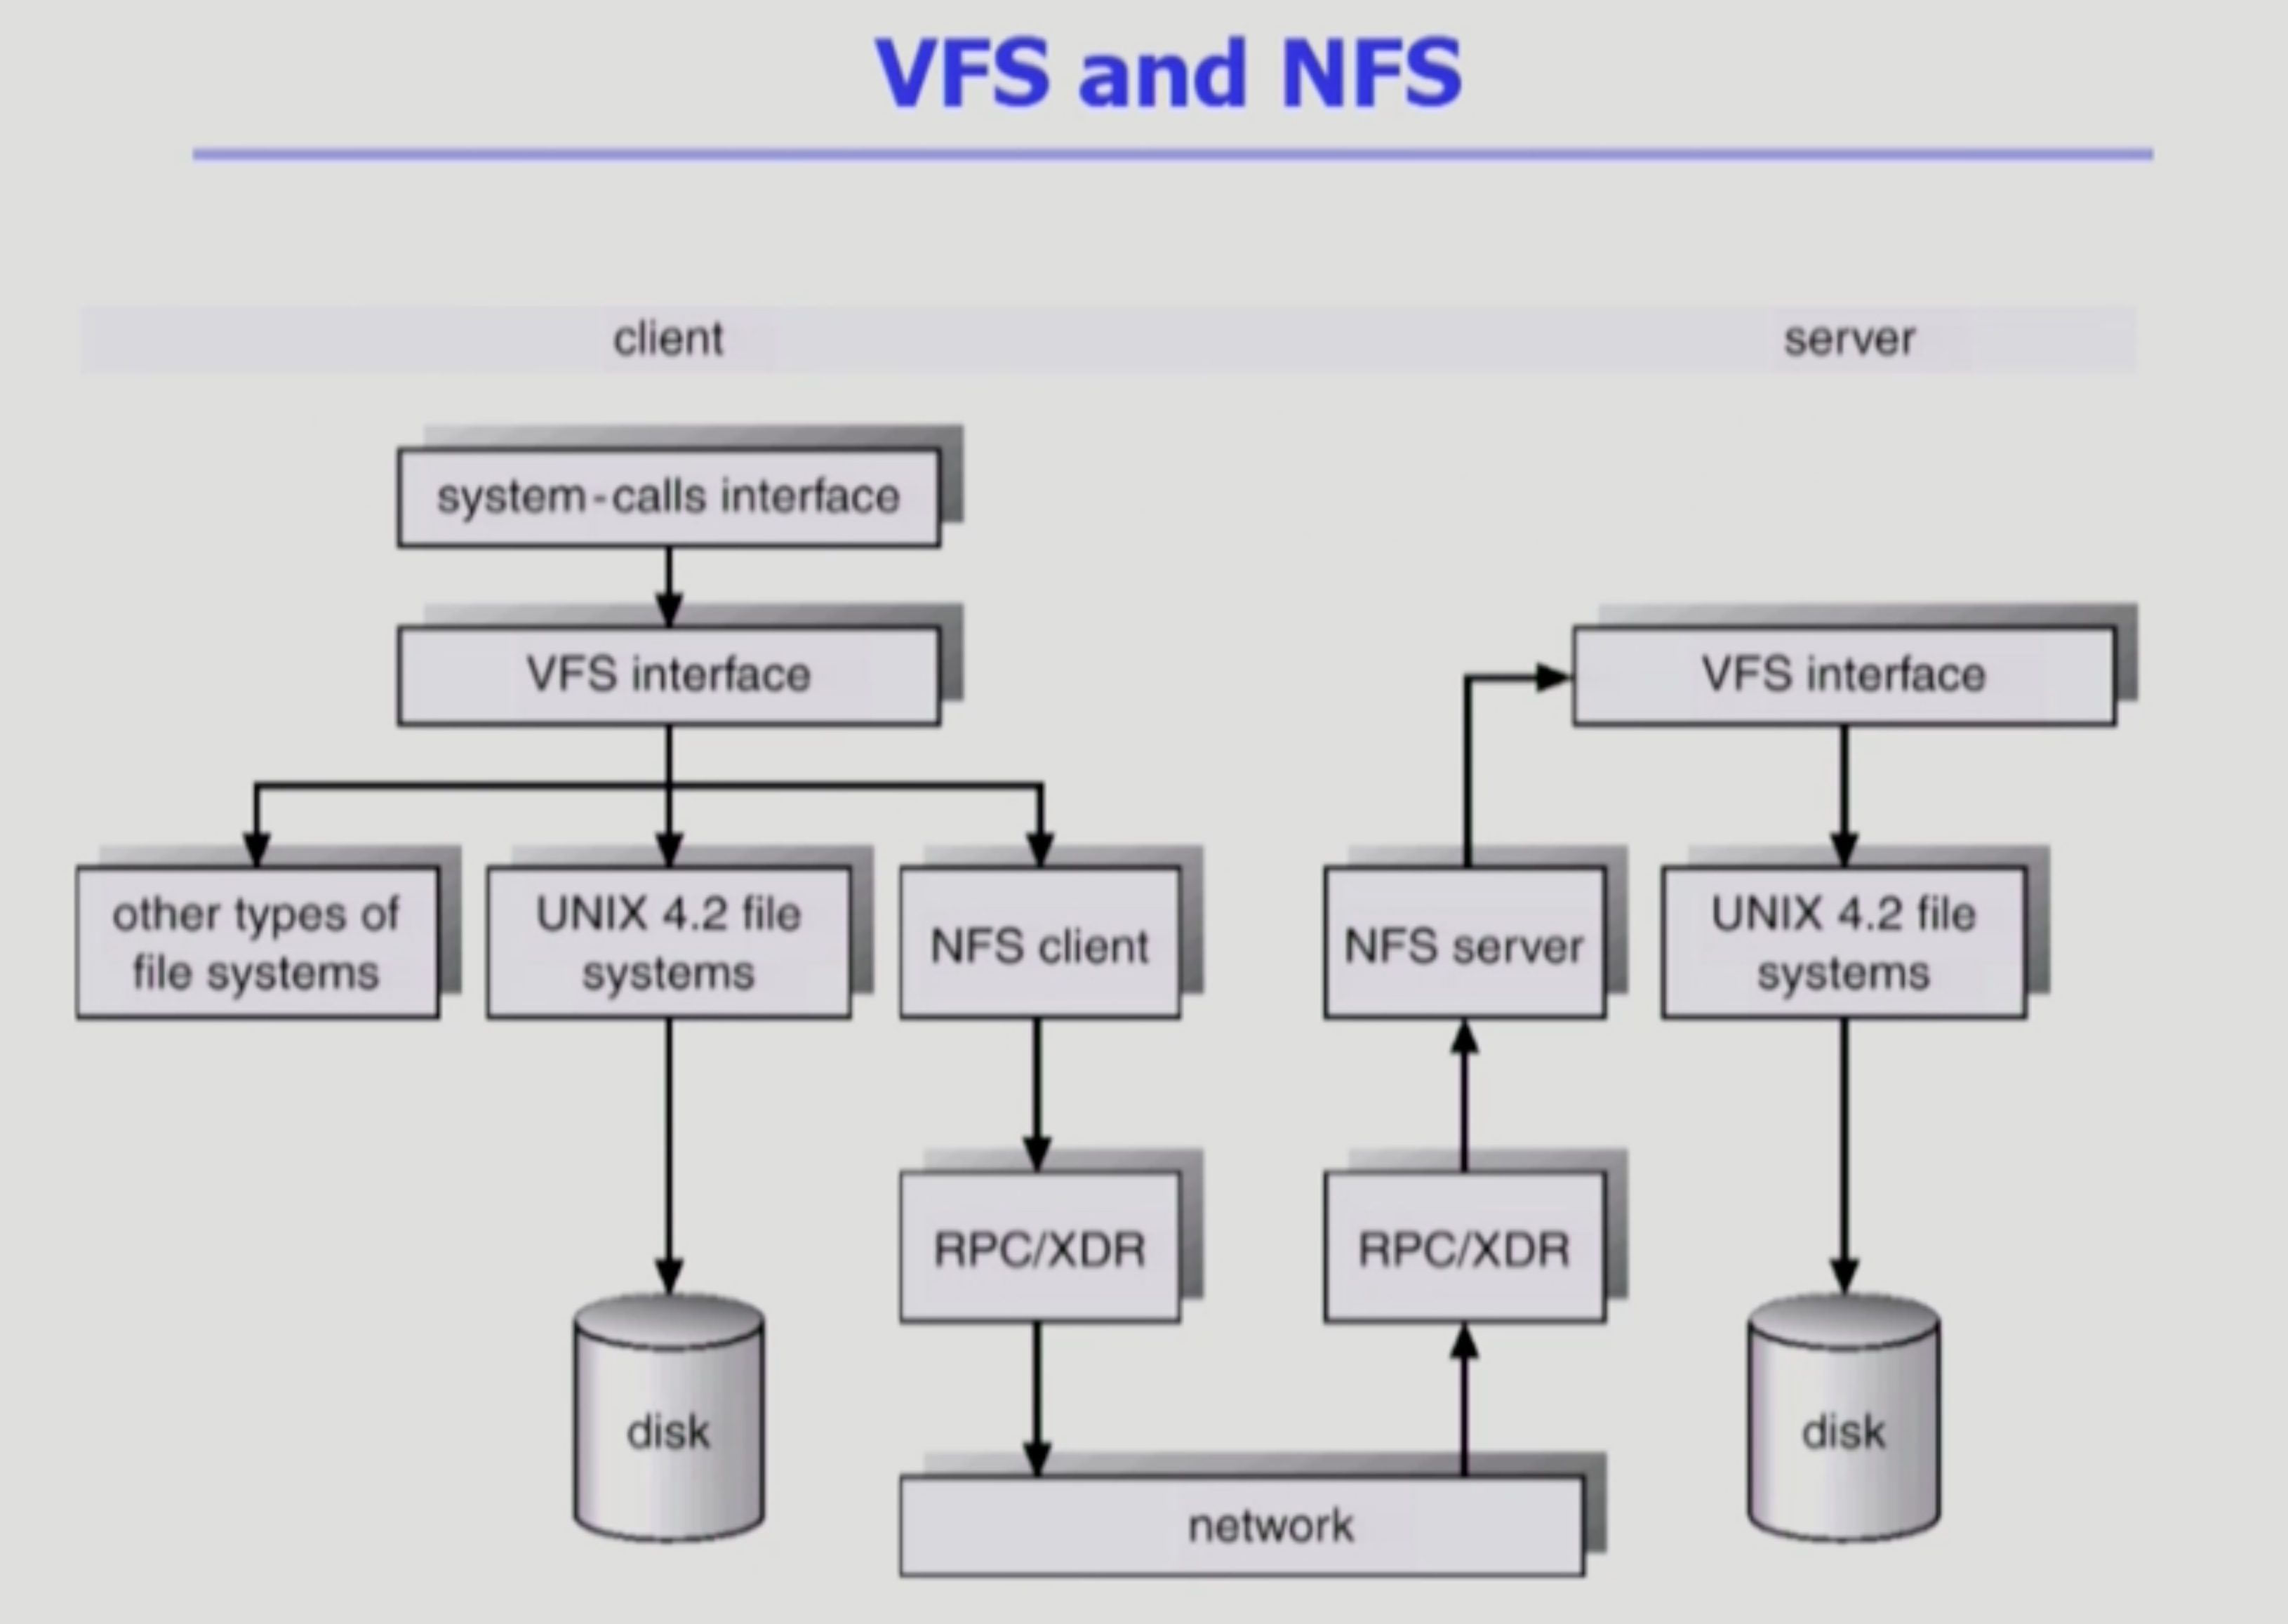 VFS and NFS
client
server
system-calls interface
VFS interface
VFS interface
other types of
file systems
UNIX 4.2 file
systems
NFS client
NFS server
UNIX 4.2 file
systems
RPC/XDR
RPC/XDR
disk
disk
network